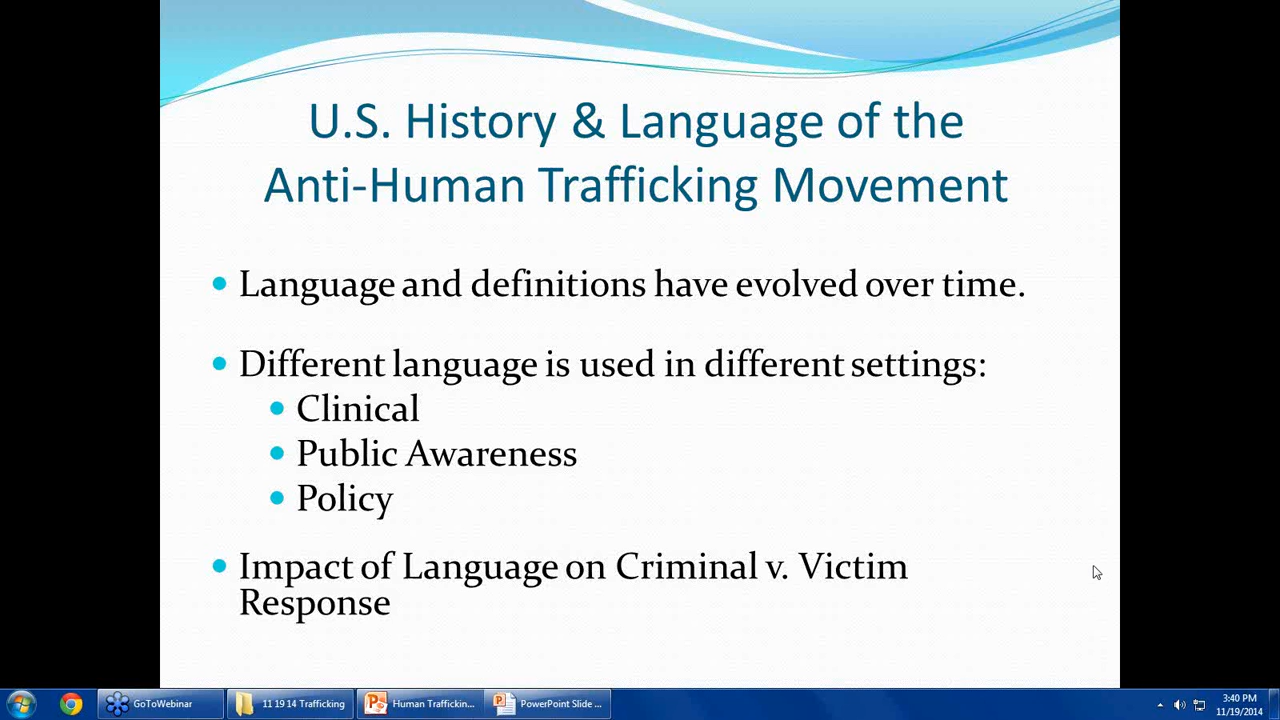 U.S. History & Language of the
Anti-Human Trafficking Movement
• Language and definitions have evolved over time.
• Different language is used in different settings:
• Clinical
• Public Awareness
• Policy
• Impact of Language on Criminal v. Victim
Response
GoToWebinar
11 19 14 Trafficking
Human Traffickin...
PowerPoint Slide ...
3:40 PM
11/19/2014